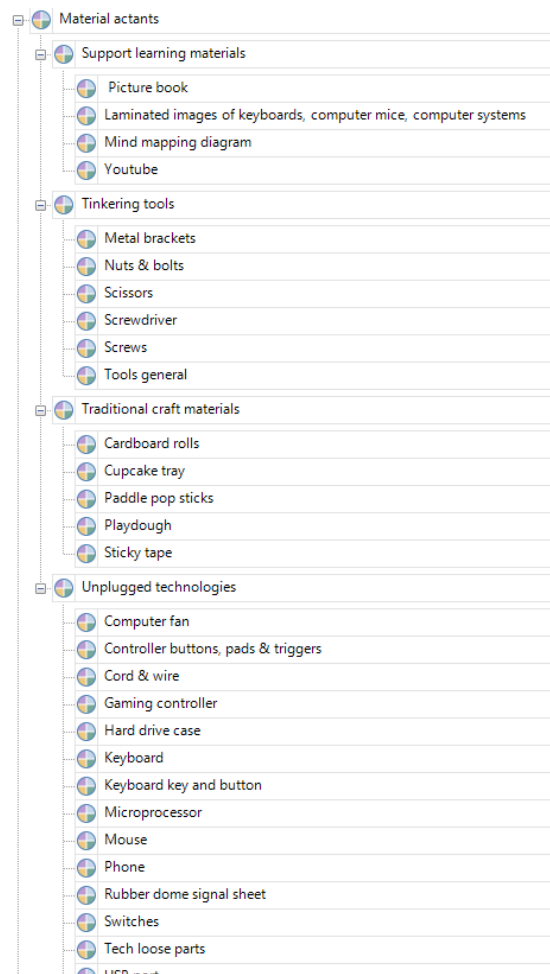 Material actants
Support learning materials
Picture book
Laminated images of keyboards, computer mice, computer systems
Mind mapping diagram
Youtube
Tinkering tools
Metal brackets
Nuts & bolts
Scissors
Screwdriver
Screws
Tools general
Traditional craft materials
Cardboard rolls
Cupcake tray
Paddle pop sticks
Playdough
Sticky tape
Unplugged technologies
Computer fan
Controller buttons, pads & triggers
Cord & wire
Gaming controller
Hard drive case
Keyboard
Keyboard key and button
Microprocessor
Mouse
Phone
Rubber dome signal sheet
Switches
Tech loose parts